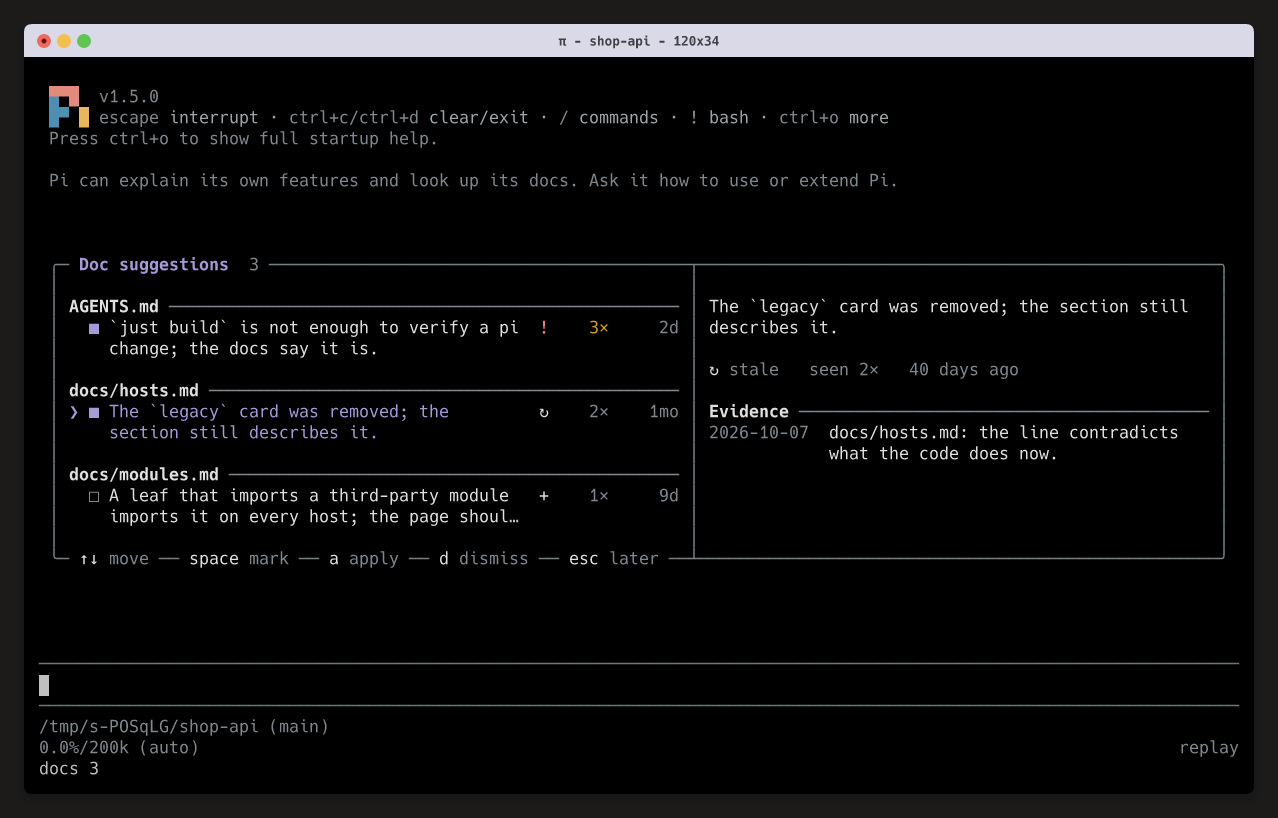 π - shop-api - 120x34
v1.5.0
escape interrupt · ctrl+c/ctrl+d clear/exit · / commands · ! bash · ctrl+o more
Press ctrl+o to show full startup help.
Pi can explain its own features and look up its docs. Ask it how to use or extend Pi.
Doc suggestions 3
AGENTS.md
■ `just build` is not enough to verify a pi ! 3× 2d
change; the docs say it is.
docs/hosts.md
❯ ■ The `legacy` card was removed; the ↻ 2× 1mo
section still describes it.
docs/modules.md
□ A leaf that imports a third-party module + 1× 9d
imports it on every host; the page shoul…
↑↓ move ── space mark ── a apply ── d dismiss ── esc later
The `legacy` card was removed; the section still
describes it.
↻ stale seen 2× 40 days ago
Evidence
2026-10-07 docs/hosts.md: the line contradicts
what the code does now.
/tmp/s-POSqLG/shop-api (main)
0.0%/200k (auto) replay
docs 3